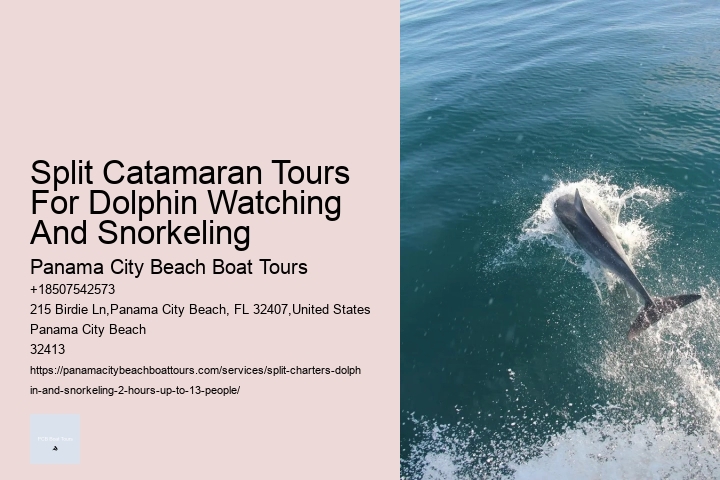 Split Catamaran Tours
For Dolphin Watching
And Snorkeling
Panama City Beach Boat Tours
+18507542573
215 Birdie Ln,Panama City Beach, FL 32407,United States
Panama City Beach
32413
https://panamacitybeachboattours.com/services/split-charters-dolph
in-and-snorkeling-2-hours-up-to-13-people/